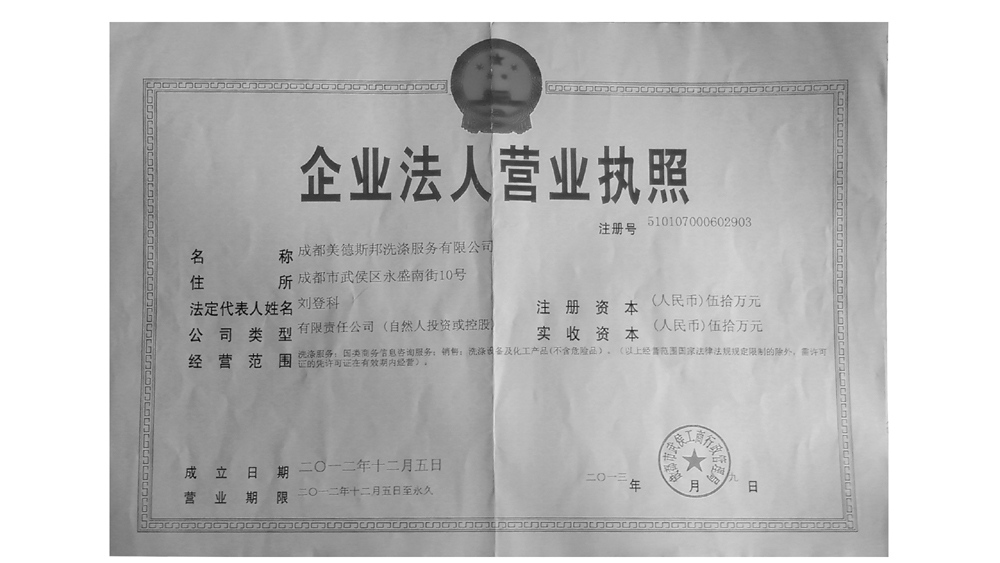 企业法人营业执照
注册号 510107000602903
名称 成都美德斯邦洗涤服务有限公司
住所 成都市武侯区永盛南街10号
法定代表人姓名 刘登科
注册资本 (人民币)伍拾万元
公司类型 有限责任公司(自然人投资或控股)
实收资本 (人民币)伍拾万元
经营范围 洗涤服务;国类商务信息咨询服务;销售:洗涤设备及化工产品(不含危险品)。(以上经营范围国家法律法规规定限制的除外,需许可
证的凭许可证在有效期内经营)。
成立日期 二〇一二年十二月五日
营业期限 二〇一二年十二月五日至永久
成都市武侯工商行政管理局
二〇一三年 月 九日